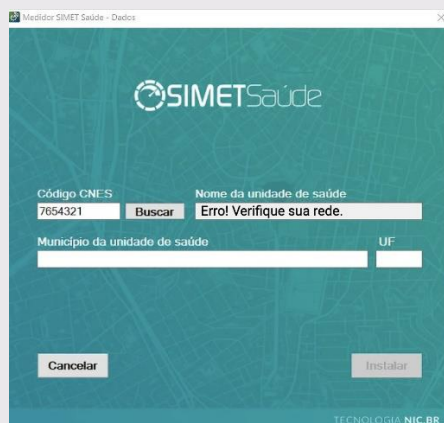 Medidor SIMET Saúde - Dados
SIMETSaúde
Código CNES Nome da unidade de saúde
7654321 Buscar Erro! Verifique sua rede.
Município da unidade de saúde UF
Cancelar Instalar
TECNOLOGIA NIC.BR